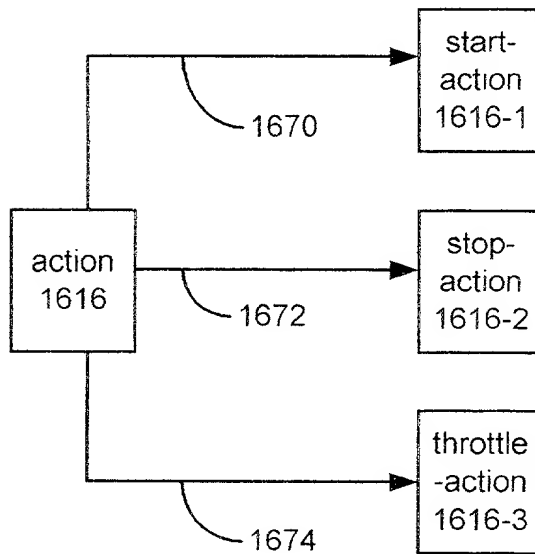 start-
action
1616-1
1670
action
1616
stop-
action
1616-2
1672
throttle
-action
1616-3
1674